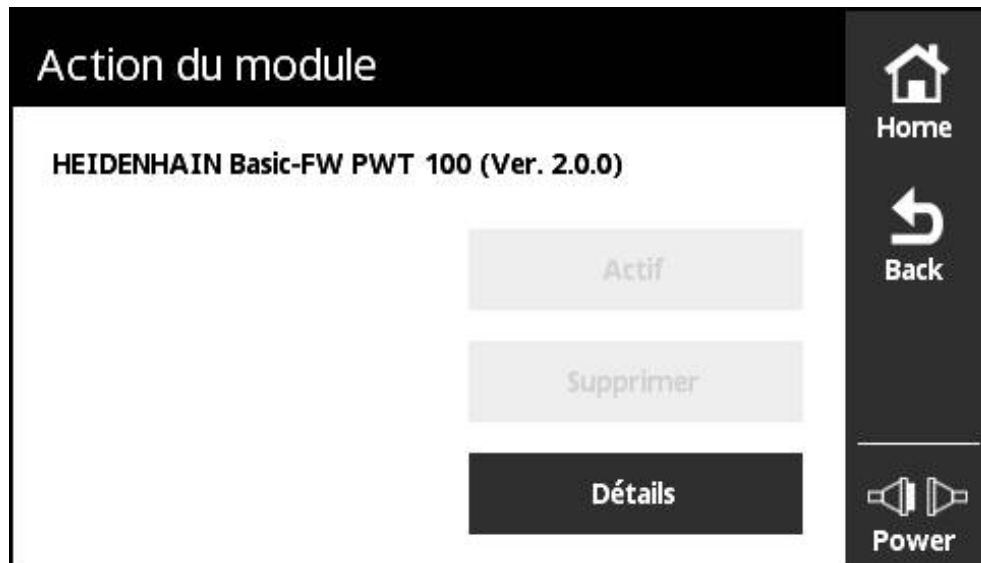 Action du module
HEIDENHAIN Basic-FW PWT 100 (Ver. 2.0.0)
Actif
Supprimer
Détails
Home
Back
Power